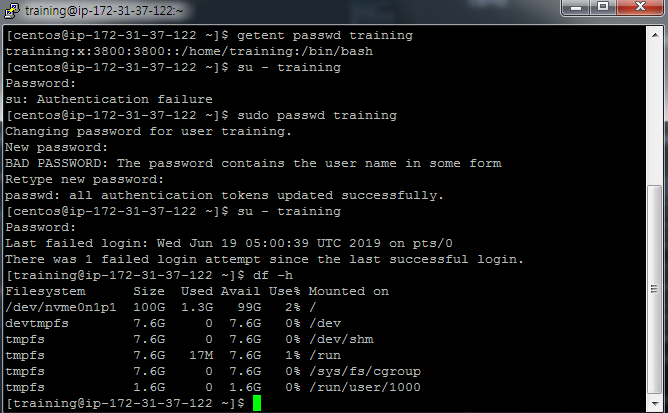 training@ip-172-31-37-122:~
[centos@ip-172-31-37-122 ~]$ getent passwd training
training:x:3800:3800::/home/training:/bin/bash
[centos@ip-172-31-37-122 ~]$ su - training
Password:
su: Authentication failure
[centos@ip-172-31-37-122 ~]$ sudo passwd training
Changing password for user training.
New password:
BAD PASSWORD: The password contains the user name in some form
Retype new password:
passwd: all authentication tokens updated successfully.
[centos@ip-172-31-37-122 ~]$ su - training
Password:
Last failed login: Wed Jun 19 05:00:39 UTC 2019 on pts/0
There was 1 failed login attempt since the last successful login.
[training@ip-172-31-37-122 ~]$ df -h
Filesystem      Size  Used Avail Use% Mounted on
/dev/nvme0n1p1  100G  1.3G   99G   2% /
devtmpfs        7.6G     0  7.6G   0% /dev
tmpfs           7.6G     0  7.6G   0% /dev/shm
tmpfs           7.6G   17M  7.6G   1% /run
tmpfs           7.6G     0  7.6G   0% /sys/fs/cgroup
tmpfs           1.6G     0  1.6G   0% /run/user/1000
[training@ip-172-31-37-122 ~]$